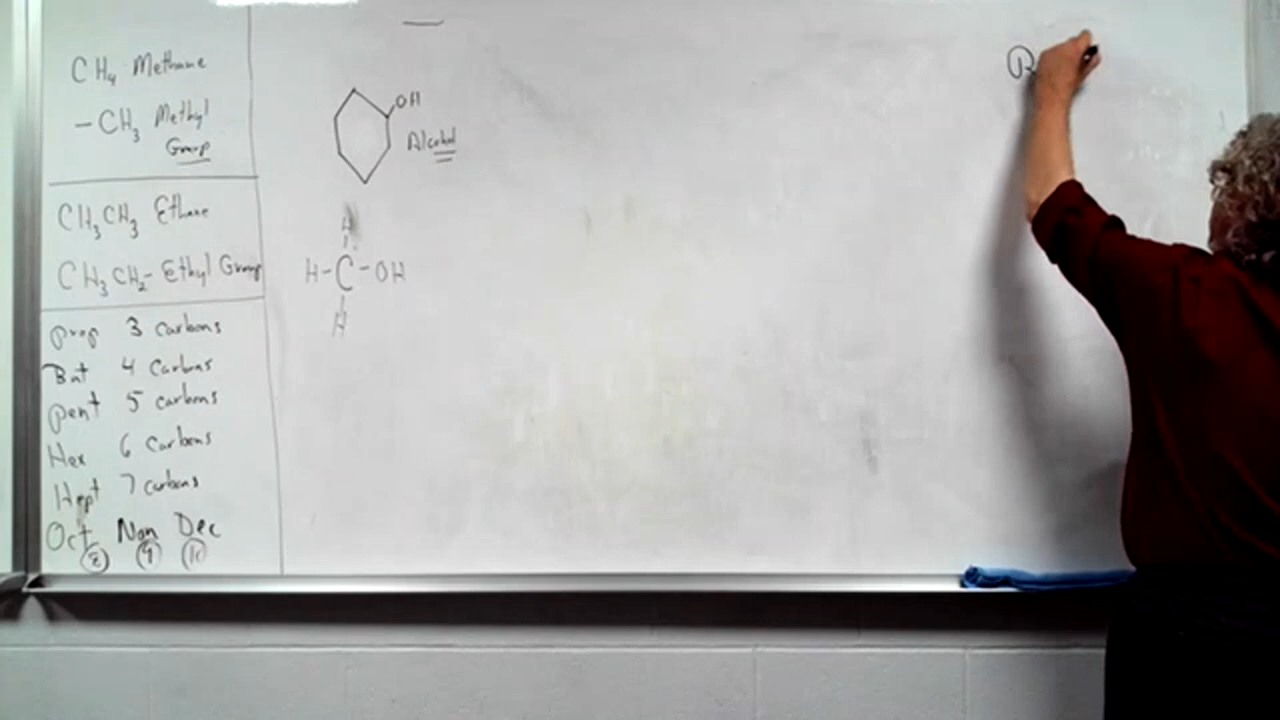 CH4 Methane
-CH3 Methyl
Group
CH3CH3 Ethane
CH3CH2- Ethyl Group
Prop 3 carbons
But 4 Carbons
Pent 5 carbons
Hex 6 carbons
Hept 7 carbons
Oct Non Dec
8 9 10
OH
Alcohol
H
H-C-OH
H
R